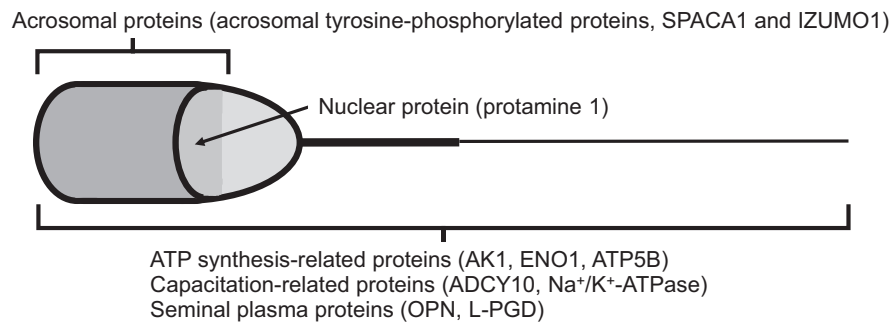 Acrosomal proteins (acrosomal tyrosine-phosphorylated proteins, SPACA1 and IZUMO1)
Nuclear protein (protamine 1)
ATP synthesis-related proteins (AK1, ENO1, ATP5B)
Capacitation-related proteins (ADCY10, Na⁺/K⁺-ATPase)
Seminal plasma proteins (OPN, L-PGD)